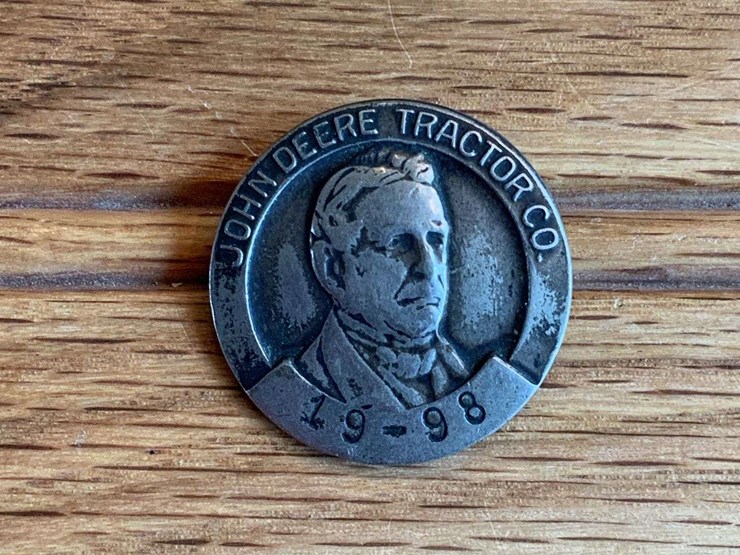 JOHN DEERE TRACTOR CO.
19-98